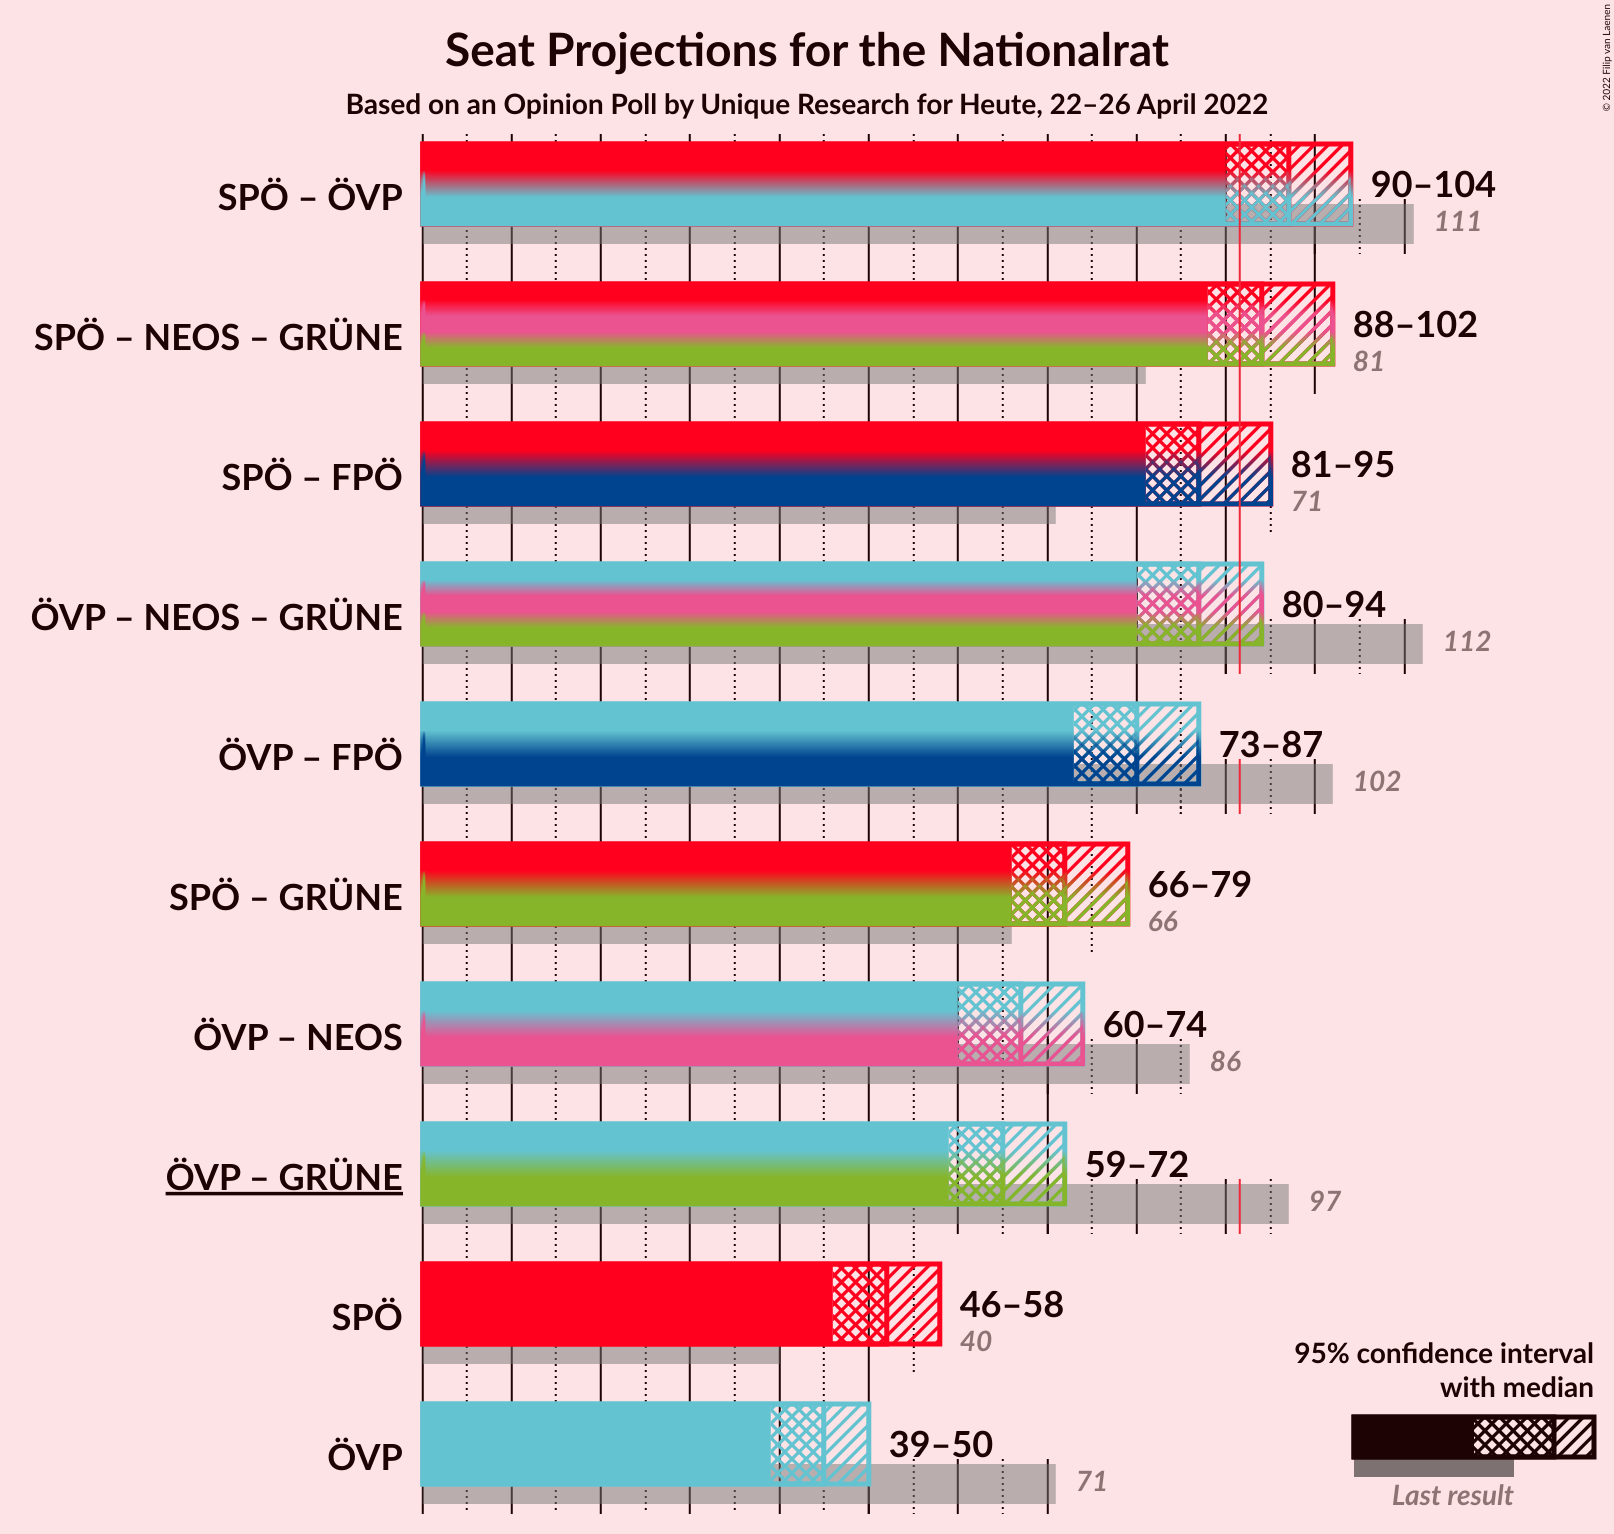 Seat Projections for the Nationalrat
Based on an Opinion Poll by Unique Research for Heute, 22–26 April 2022
© 2022 Filip van Laenen
SPÖ – ÖVP
90–104
111
SPÖ – NEOS – GRÜNE
88–102
81
SPÖ – FPÖ
81–95
71
ÖVP – NEOS – GRÜNE
80–94
112
ÖVP – FPÖ
73–87
102
SPÖ – GRÜNE
66–79
66
ÖVP – NEOS
60–74
86
ÖVP – GRÜNE
59–72
97
SPÖ
46–58
40
ÖVP
39–50
71
95% confidence interval
with median
Last result